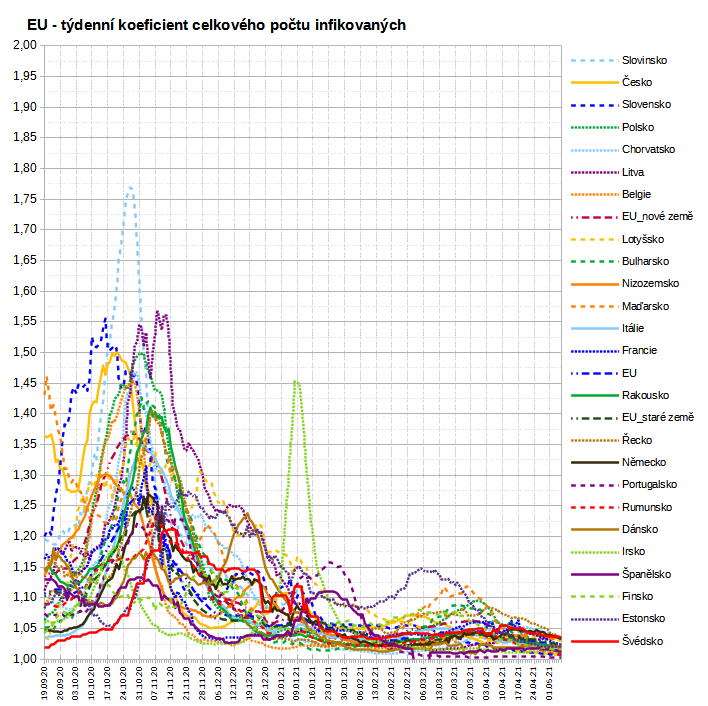 EU - týdenní koeficient celkového počtu infikovaných
2,00
1,95
1,90
1,85
1,80
1,75
1,70
1,65
1,60
1,55
1,50
1,45
1,40
1,35
1,30
1,25
1,20
1,15
1,10
1,05
1,00
Slovinsko
Česko
Slovensko
Polsko
Chorvatsko
Litva
Belgie
EU_nové země
Lotyšsko
Bulharsko
Nizozemsko
Maďarsko
Itálie
Francie
EU
Rakousko
EU_staré země
Řecko
Německo
Portugalsko
Rumunsko
Dánsko
Irsko
Španělsko
Finsko
Estonsko
Švédsko
19.09.20
26.09.20
03.10.20
10.10.20
17.10.20
24.10.20
31.10.20
07.11.20
14.11.20
21.11.20
28.11.20
05.12.20
12.12.20
19.12.20
26.12.20
02.01.21
09.01.21
16.01.21
23.01.21
30.01.21
06.02.21
13.02.21
20.02.21
27.02.21
06.03.21
13.03.21
20.03.21
27.03.21
03.04.21
10.04.21
17.04.21
24.04.21
01.05.21